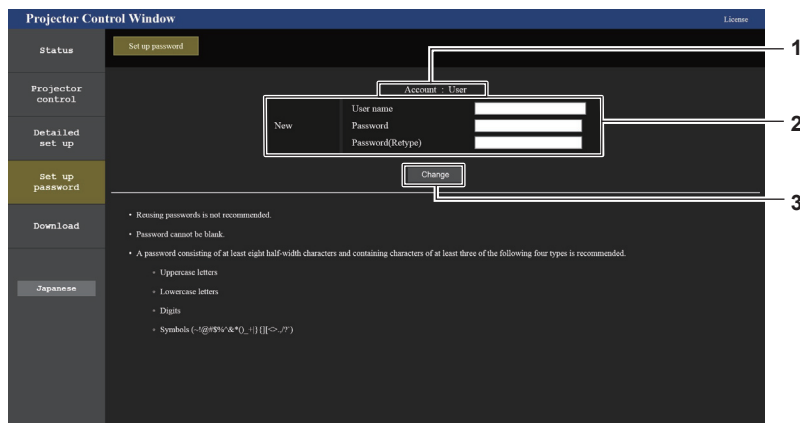 Projector Control Window
License
Status
Set up password
1
Account : User
Projector
control
User name
New
Password
2
Password(Retype)
Detailed
set up
Set up
password
Change
3
Download
• Reusing passwords is not recommended.
• Password cannot be blank.
• A password consisting of at least eight half-width characters and containing characters of at least three of the following four types is recommended.
Uppercase letters
Japanese
Lowercase letters
Digits
Symbols (~!@#$%^&*()_+|}{][<>.,/?`)